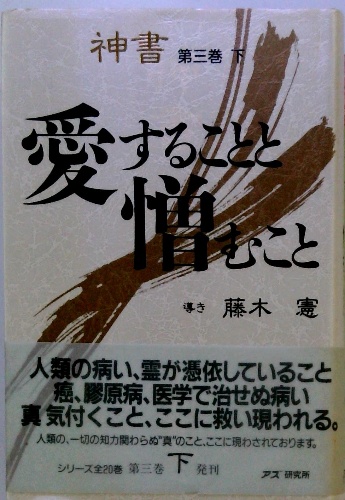 神書 第三巻 下
愛することと
憎むこと
導き 藤木 憲
人類の病い、霊が憑依していること
癌、膠原病、医学で治せぬ病い
真 気付くこと、ここに救い現われる。
人類の、一切の知力関わらぬ"真"のこと、ここに現わされております。
シリーズ全20巻 第三巻 下 発刊 アズ研究所